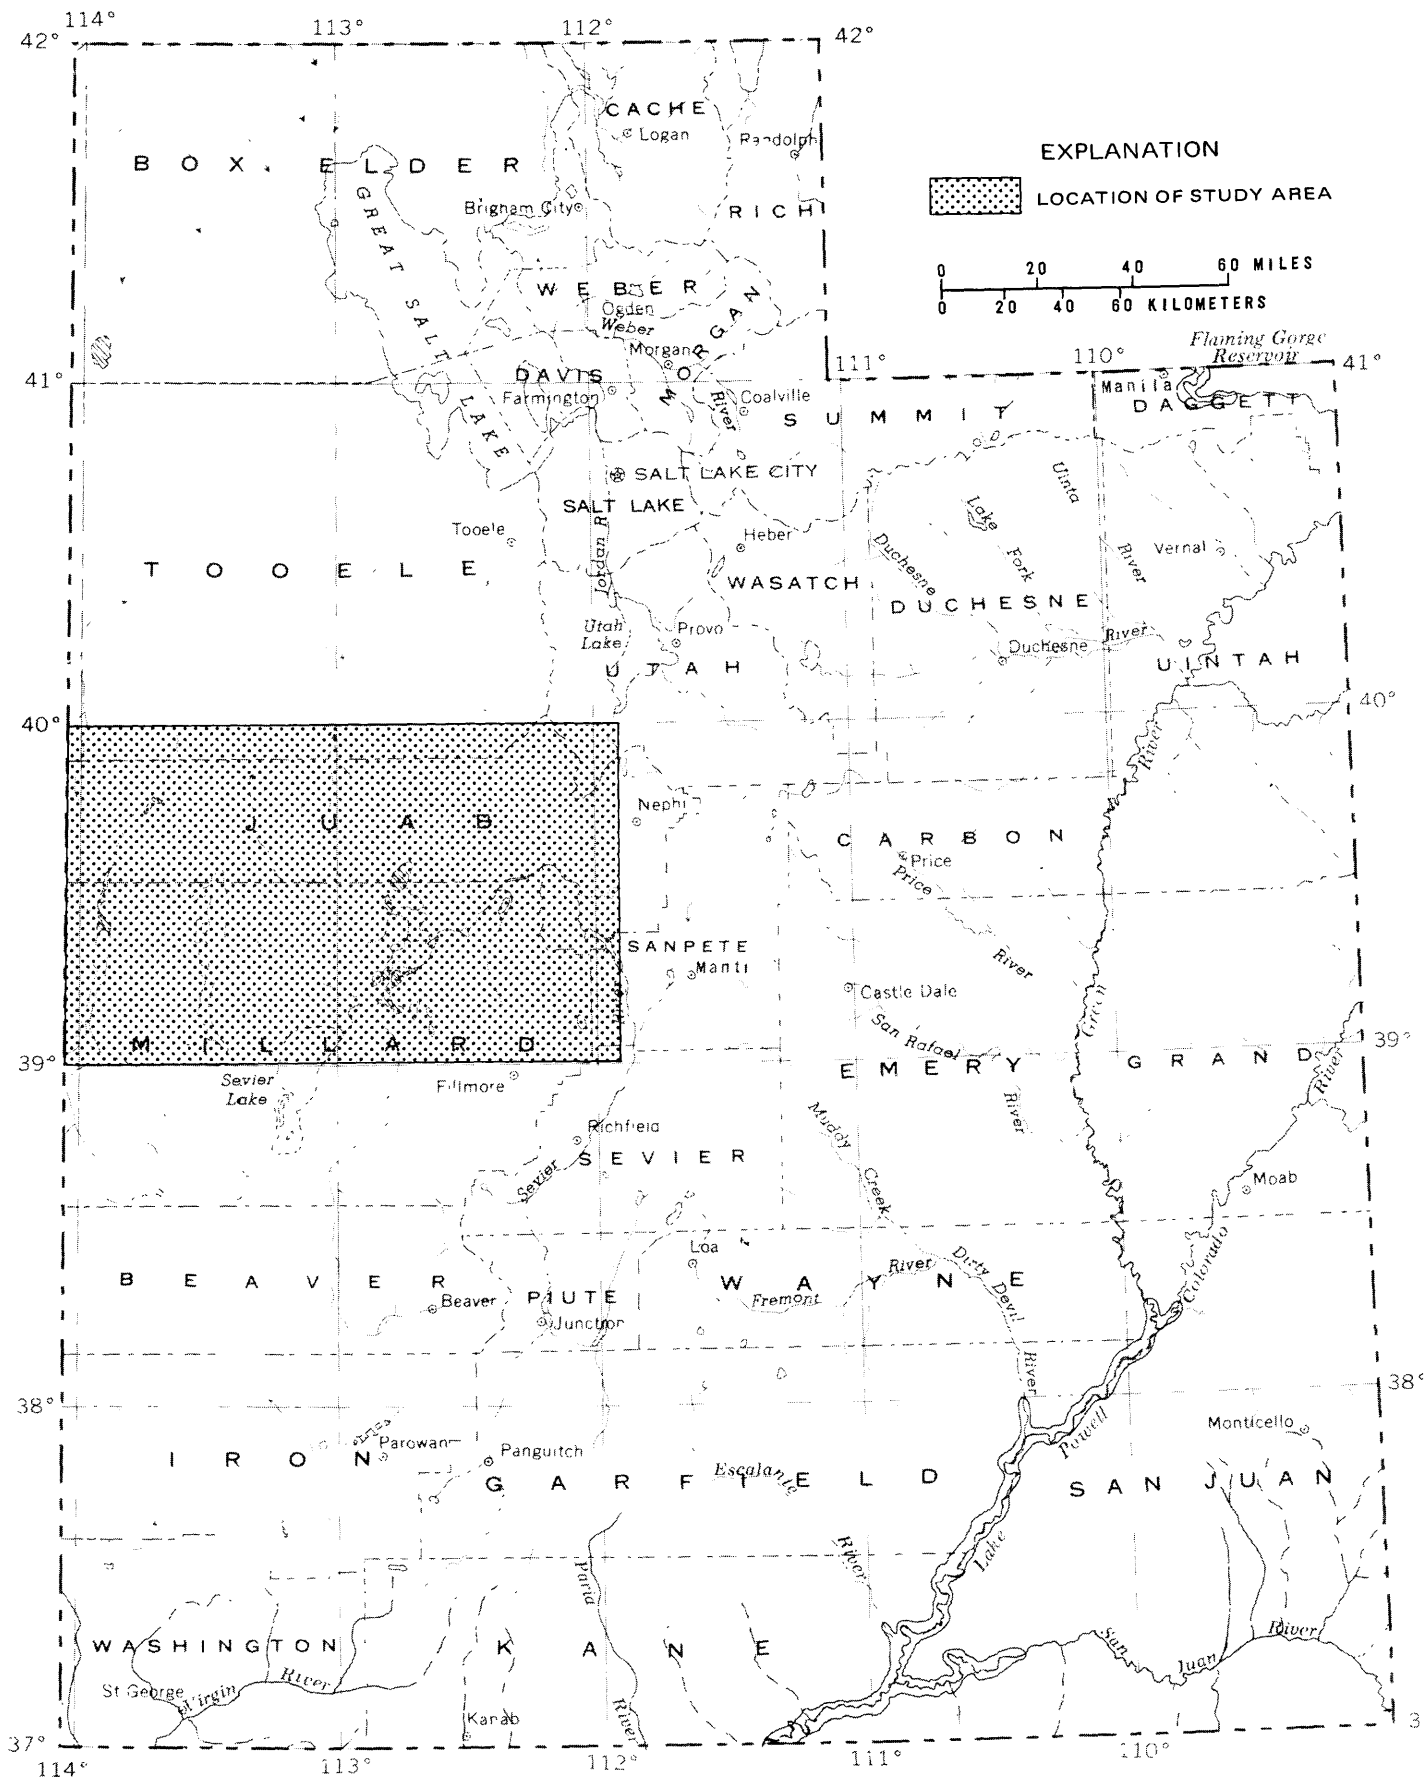 114°
113°
112°
42°
42°
CACHE
Logan
Randolph
BOX ELDER
EXPLANATION
LOCATION OF STUDY AREA
Brigham City
RICH
GREAT SALT LAKE
0 20 40 60 MILES
0 20 40 60 KILOMETERS
WEBER
Ogden
Weber
River
MORGAN
Morgan
Flaming Gorge
Reservoir
111°
110°
41°
41°
Manila
DAGGETT
DAVIS
Farmington
Coalville
SUMMIT
SALT LAKE CITY
SALT LAKE
Uinta
River
Lake
Fork
Tooele
Jordan R
Heber
Duchesne
Vernal
TOOELE
WASATCH
DUCHESNE
Utah
Lake
Provo
Duchesne
River
UTAH
UINTAH
40°
40°
River
JUAB
Nephi
CARBON
Price
Price
River
SANPETE
Manti
Castle Dale
Green
San Rafael
River
MILLARD
39°
39°
EMERY
GRAND
River
Sevier
Lake
Fillmore
Muddy
Creek
Richfield
SEVIER
Sevier
Moab
Loa
River
Dirty Devil
River
Colorado
BEAVER
Beaver
PIUTE
WAYNE
Fremont
Junction
38°
38°
Monticello
Powell
Lake
Parowan
Panguitch
IRON
GARFIELD
Escalante
River
SAN JUAN
Paria
River
WASHINGTON
KANE
San
Juan
River
St George
Virgin
River
Kanab
37°
3
114°
113°
112°
111°
110°